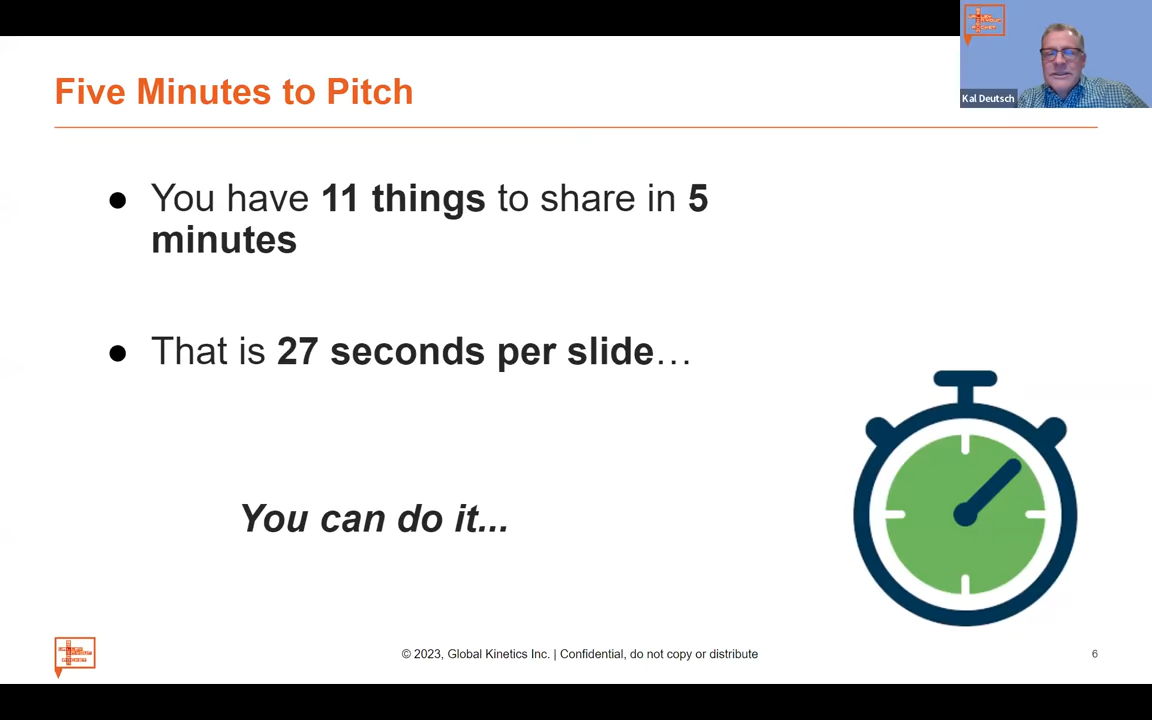 Five Minutes to Pitch
Kal Deutsch
● You have 11 things to share in 5
minutes
● That is 27 seconds per slide…
You can do it...
© 2023, Global Kinetics Inc. | Confidential, do not copy or distribute
6